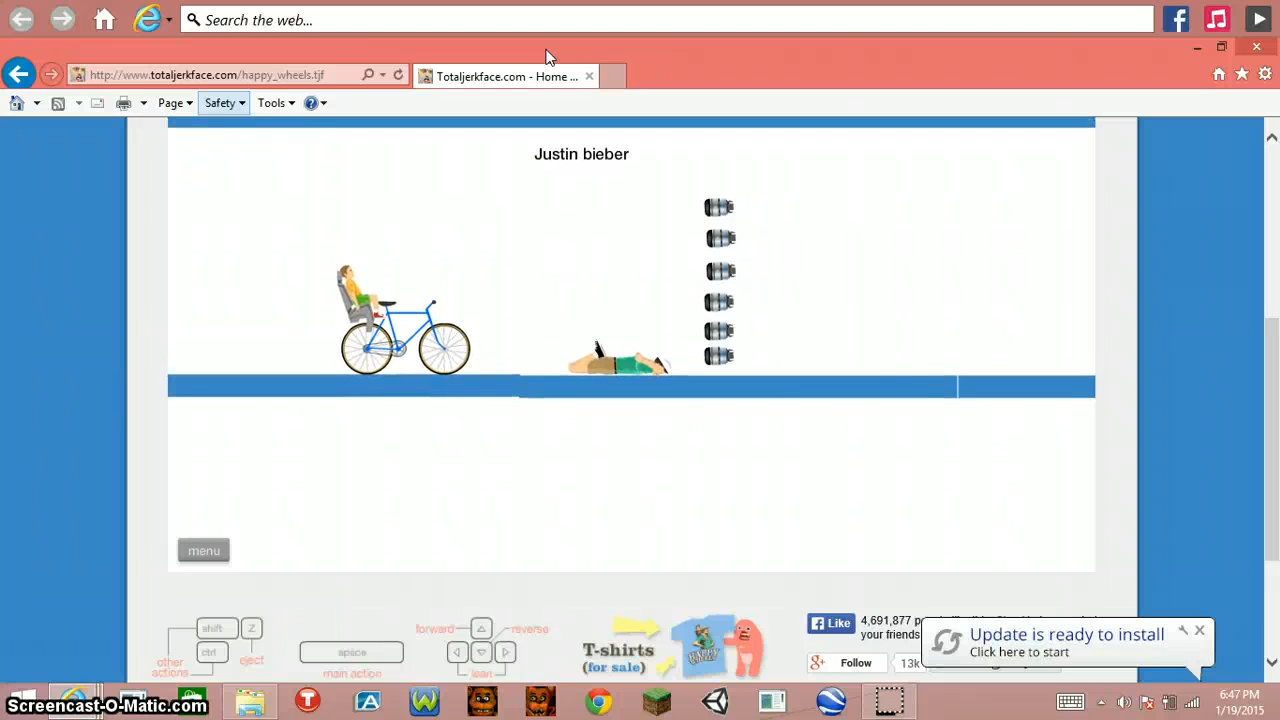 Search the web...
http://www.totaljerkface.com/happy_wheels.tjf
Totaljerkface.com - Home ...
Page
Safety
Tools
Justin bieber
menu
shift
Z
ctrl
eject
other
actions
space
main action
forward
reverse
lean
T-shirts
(for sale)
Like
4,691,877 p
your friends
Follow
13k
Update is ready to install
Click here to start
Screencast-O-Matic.com
6:47 PM
1/19/2015